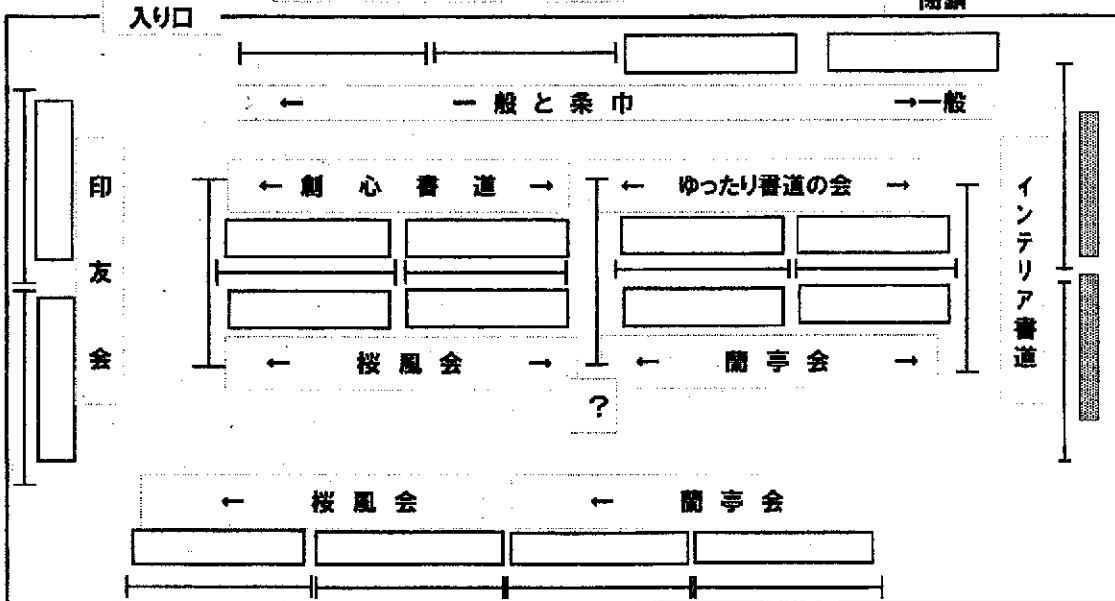 入り口
← 一般と条巾 →一般
印友会
← 創心書道 →
← ゆったり書道の会 →
インテリア書道
← 桜風会 →
← 蘭亭会 →
?
← 桜風会
← 蘭亭会